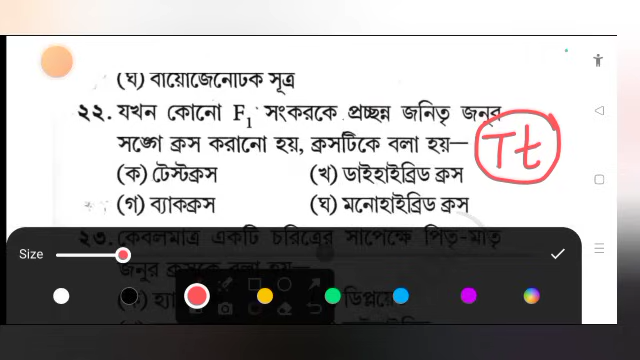 (ঘ) বায়োজেনেটিক সূত্র
২২. যখন কোনো F₁ সংকরকে প্রচ্ছন্ন জনিতৃ জনুর
সঙ্গে ক্রস করানো হয়, ক্রসটিকে বলা হয়—
Tt
(ক) টেস্টক্রস (খ) ডাইহাইব্রিড ক্রস
(গ) ব্যাকক্রস (ঘ) মনোহাইব্রিড ক্রস
২৩. কেবলমাত্র একটি চরিত্রের সাপেক্ষে পিতৃ-মাতৃ
Size
জনুর ক্রসকে বলা হয়—